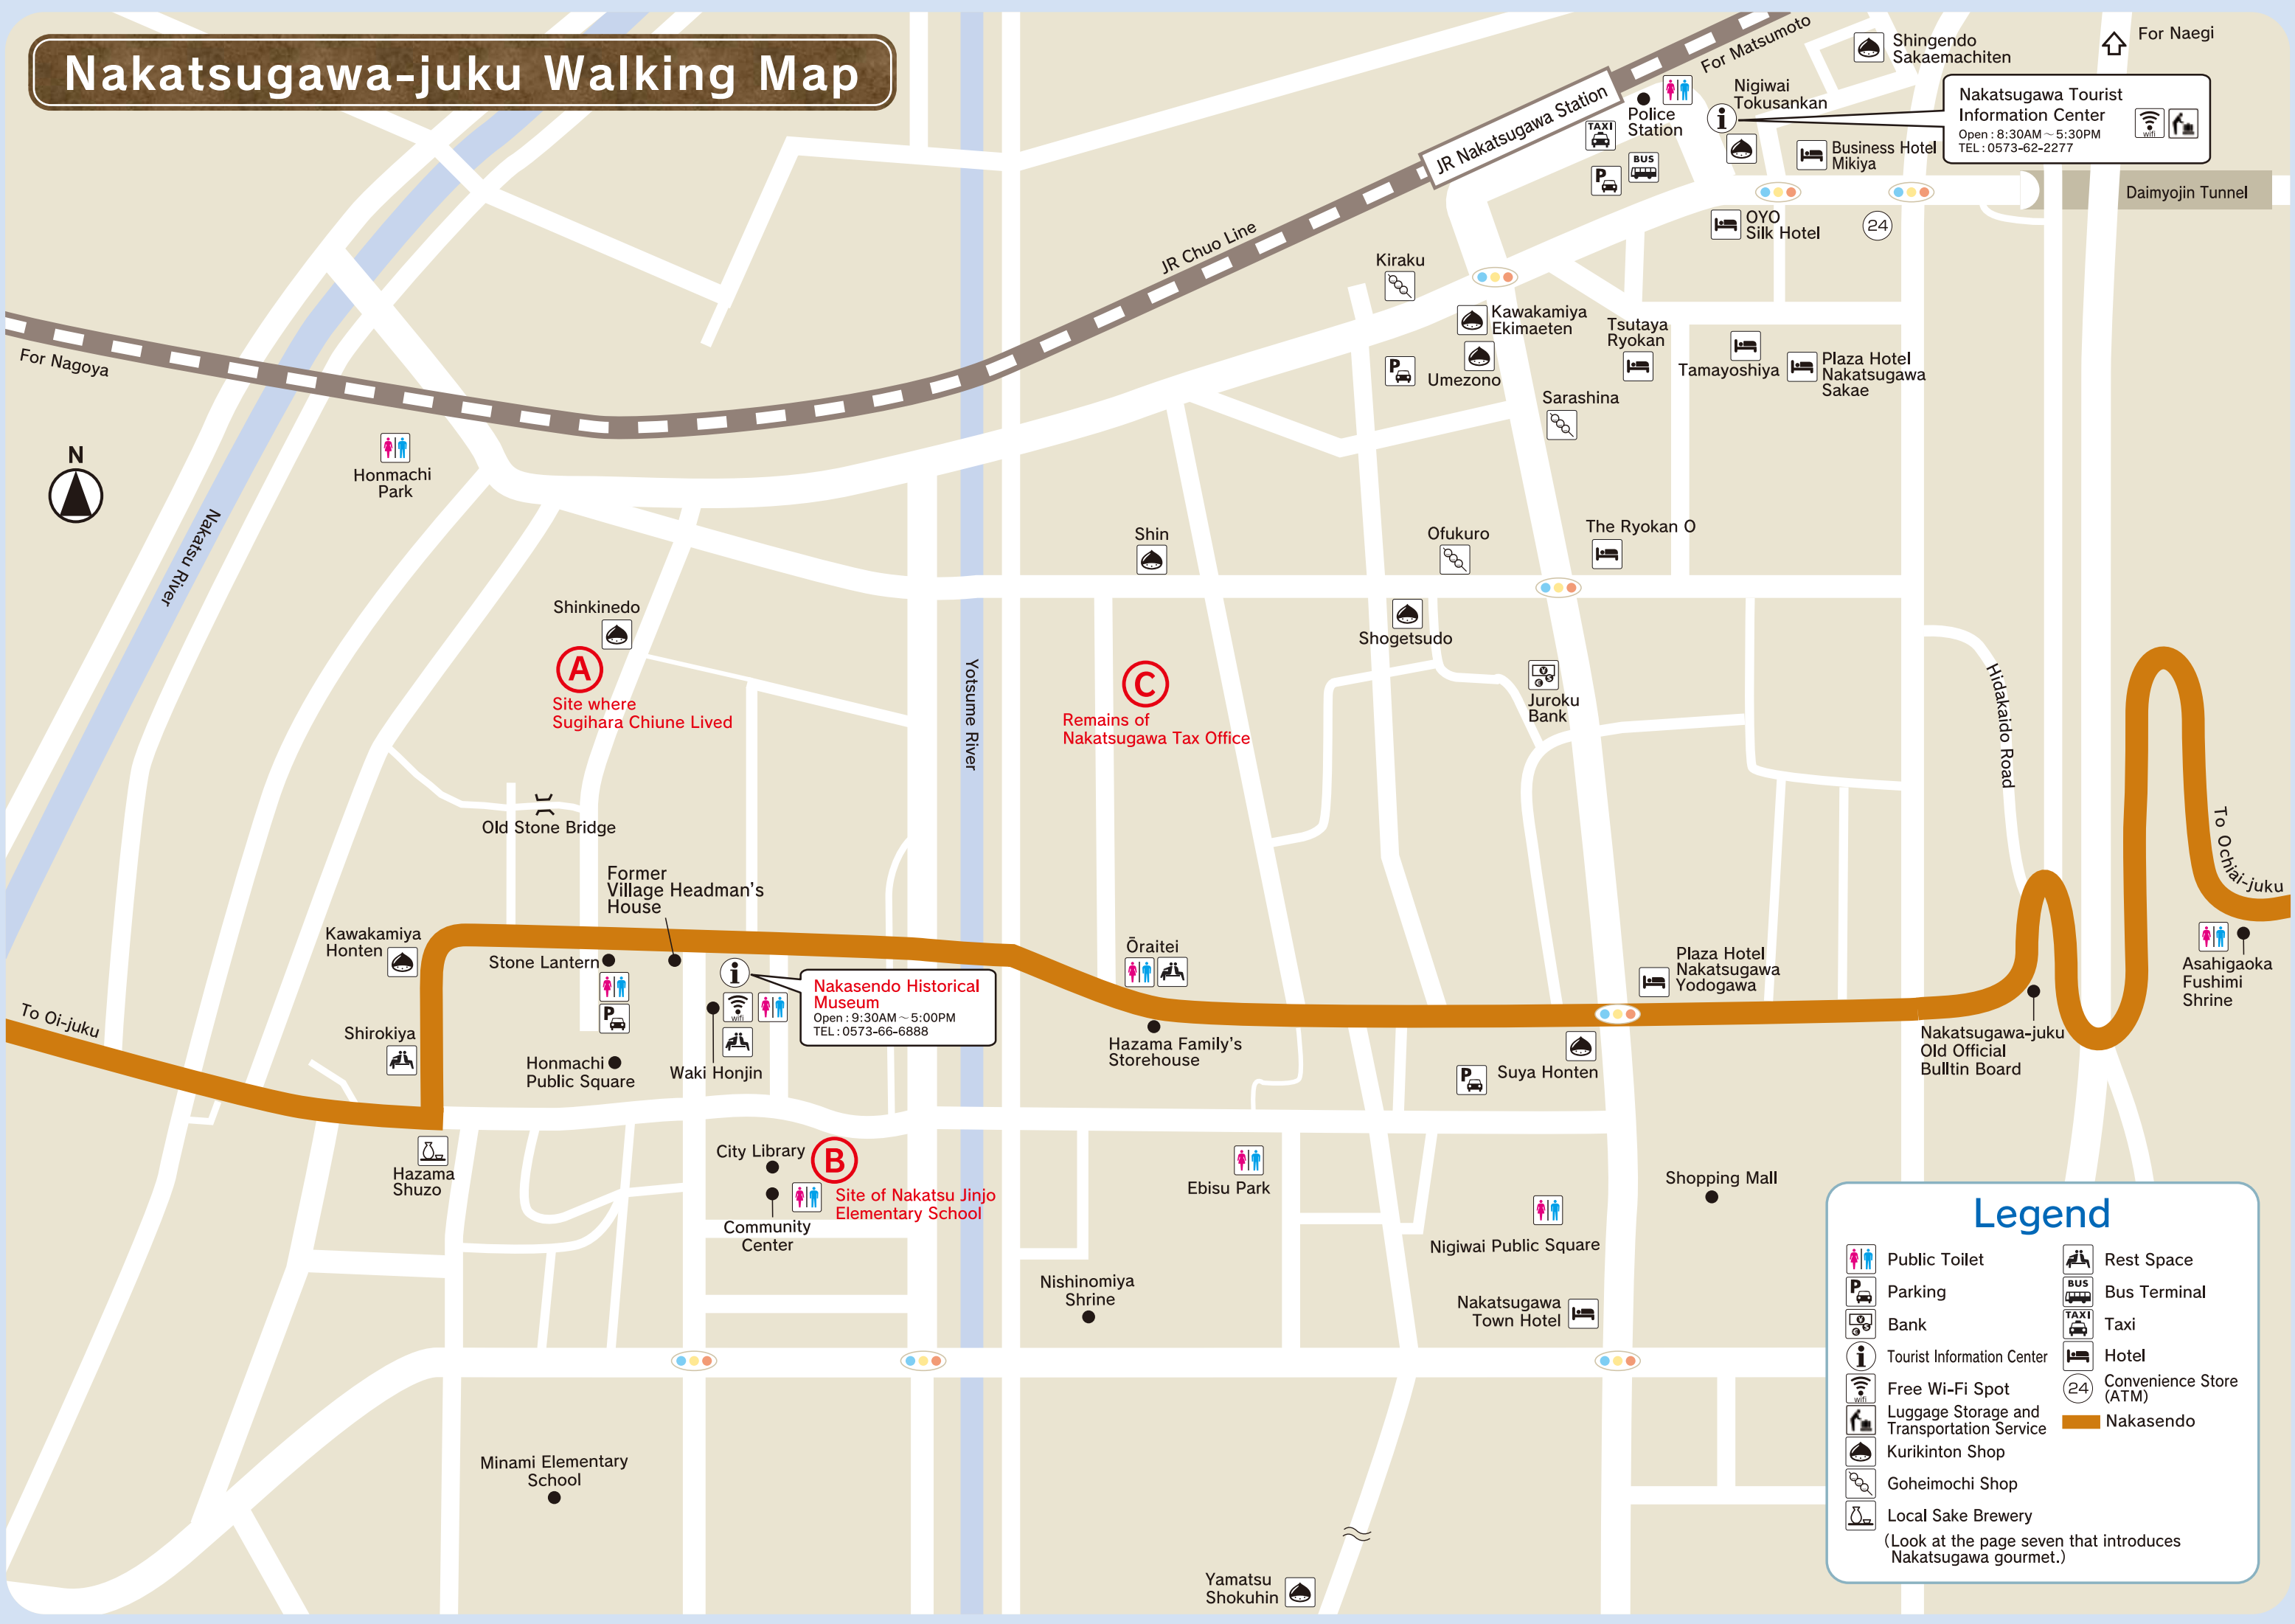 Nakatsugawa-juku Walking Map
For Matsumoto
Shingendo
Sakaemachiten
For Naegi
JR Nakatsugawa Station
Police
Station
TAXI
P
BUS
Nigiwai
Tokusankan
i
Nakatsugawa Tourist
Information Center
Open : 8:30AM～5:30PM
TEL : 0573-62-2277
wifi
Business Hotel
Mikiya
Daimyojin Tunnel
OYO
Silk Hotel
24
JR Chuo Line
Kiraku
Kawakamiya
Ekimaeten
Tsutaya
Ryokan
P
Umezono
Tamayoshiya
Plaza Hotel
Nakatsugawa
Sakae
Sarashina
For Nagoya
N
Honmachi
Park
Nakatsu River
Shin
Ofukuro
The Ryokan O
Shinkinedo
Shogetsudo
A
Site where
Sugihara Chiune Lived
Yotsume River
C
Remains of
Nakatsugawa Tax Office
Juroku
Bank
Hidakaido Road
Old Stone Bridge
To Ochiai-juku
Former
Village Headman's
House
Kawakamiya
Honten
Stone Lantern
P
i
Nakasendo Historical
Museum
Open : 9:30AM～5:00PM
TEL : 0573-66-6888
wifi
Ōraitei
Plaza Hotel
Nakatsugawa
Yodogawa
Asahigaoka
Fushimi
Shrine
To Oi-juku
Shirokiya
Honmachi
Public Square
Waki Honjin
Hazama Family's
Storehouse
P
Suya Honten
Nakatsugawa-juku
Old Official
Bulltin Board
Hazama
Shuzo
City Library
B
Site of Nakatsu Jinjo
Elementary School
Community
Center
Ebisu Park
Shopping Mall
Nigiwai Public Square
Nishinomiya
Shrine
Nakatsugawa
Town Hotel
Minami Elementary
School
Yamatsu
Shokuhin
Legend
Public Toilet
P
Parking
Bank
i
Tourist Information Center
wifi
Free Wi-Fi Spot
Luggage Storage and
Transportation Service
Kurikinton Shop
Goheimochi Shop
Local Sake Brewery
Rest Space
BUS
Bus Terminal
TAXI
Taxi
Hotel
24
Convenience Store
(ATM)
Nakasendo
(Look at the page seven that introduces
Nakatsugawa gourmet.)